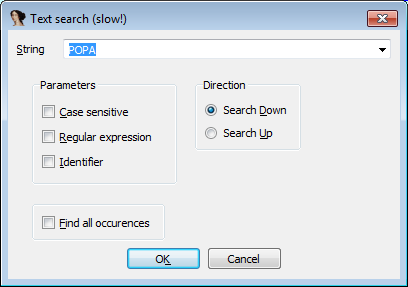 Text search (slow!)
String POPA
Parameters Direction
Case sensitive Search Down
Regular expression Search Up
Identifier
Find all occurences
OK Cancel